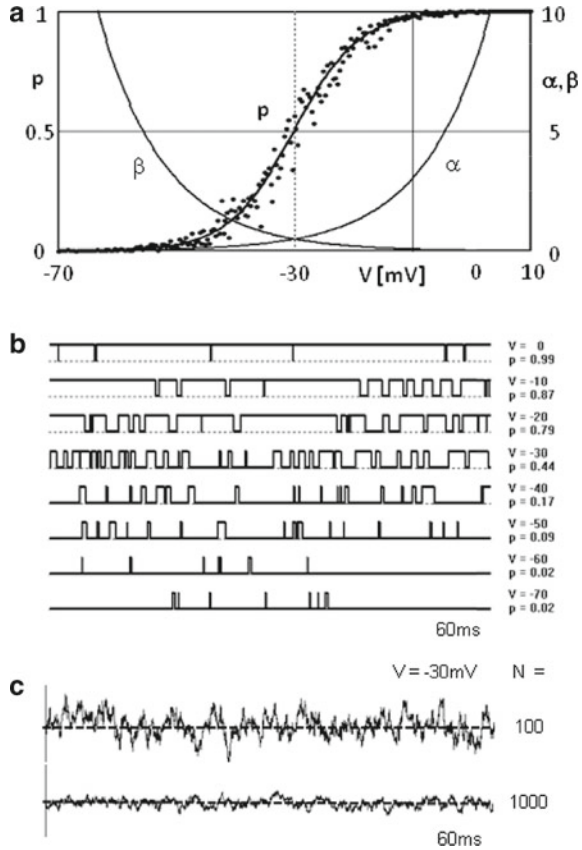 a
1
10
p
p
α,β
0.5
5
β
α
0
0
-70
-30
V [mV]
0
10
b
V = 0
p = 0.99
V = -10
p = 0.87
V = -20
p = 0.79
V = -30
p = 0.44
V = -40
p = 0.17
V = -50
p = 0.09
V = -60
p = 0.02
V = -70
p = 0.02
60ms
V = -30mV N =
c
100
1000
60ms